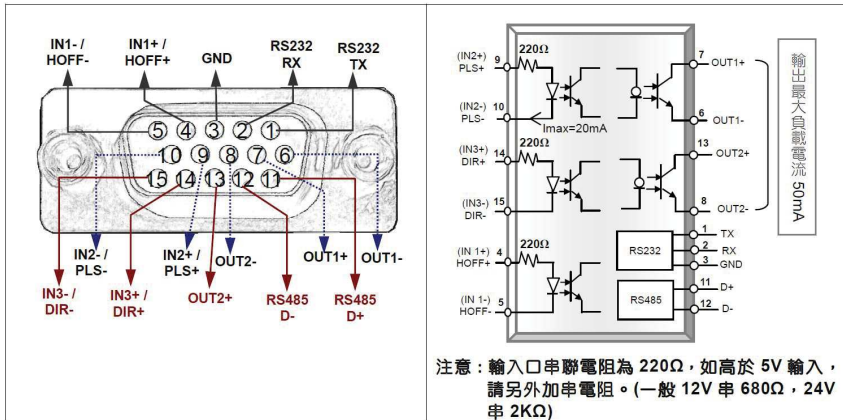 IN1- /
HOFF-
IN1+ /
HOFF+
GND
RS232
RX
RS232
TX
5 4 3 2 1
10 9 8 7 6
15 14 13 12 11
IN2- /
PLS-
IN2+ /
PLS+
OUT2-
OUT1+
OUT1-
IN3- /
DIR-
IN3+ /
DIR+
OUT2+
RS485
D-
RS485
D+
(IN2+)
PLS+
9
220Ω
(IN2-)
PLS-
10
Imax=20mA
(IN3+)
DIR+
14
220Ω
(IN3-)
DIR-
15
(IN 1+)
HOFF+
4
220Ω
(IN 1-)
HOFF-
5
7
OUT1+
6
OUT1-
13
OUT2+
8
OUT2-
RS232
1
TX
2
RX
3
GND
RS485
11
D+
12
D-
輸出最大負載電流 50mA
注意：輸入口串聯電阻為 220Ω，如高於 5V 輸入，
請另外加串電阻。(一般 12V 串 680Ω，24V
串 2KΩ)